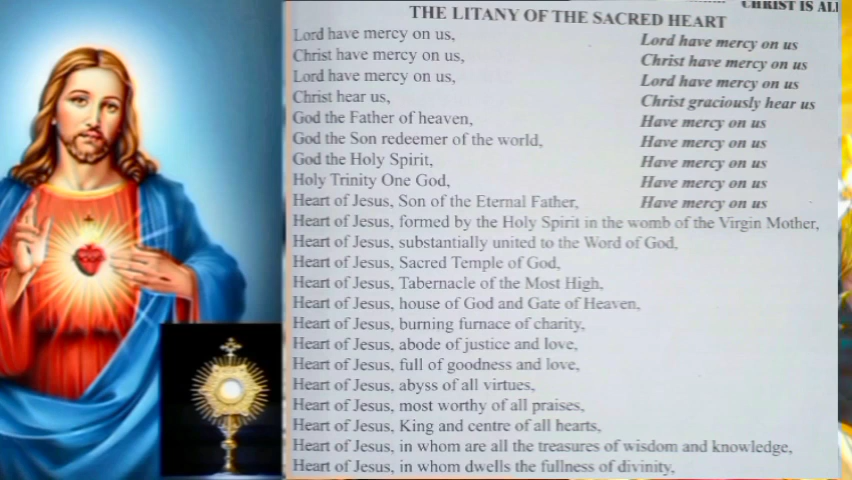 CHRIST IS AL
THE LITANY OF THE SACRED HEART
Lord have mercy on us, Lord have mercy on us
Christ have mercy on us, Christ have mercy on us
Lord have mercy on us, Lord have mercy on us
Christ hear us, Christ graciously hear us
God the Father of heaven, Have mercy on us
God the Son redeemer of the world, Have mercy on us
God the Holy Spirit, Have mercy on us
Holy Trinity One God, Have mercy on us
Heart of Jesus, Son of the Eternal Father, Have mercy on us
Heart of Jesus, formed by the Holy Spirit in the womb of the Virgin Mother,
Heart of Jesus, substantially united to the Word of God,
Heart of Jesus, Sacred Temple of God,
Heart of Jesus, Tabernacle of the Most High,
Heart of Jesus, house of God and Gate of Heaven,
Heart of Jesus, burning furnace of charity,
Heart of Jesus, abode of justice and love,
Heart of Jesus, full of goodness and love,
Heart of Jesus, abyss of all virtues,
Heart of Jesus, most worthy of all praises,
Heart of Jesus, King and centre of all hearts,
Heart of Jesus, in whom are all the treasures of wisdom and knowledge,
Heart of Jesus, in whom dwells the fullness of divinity,